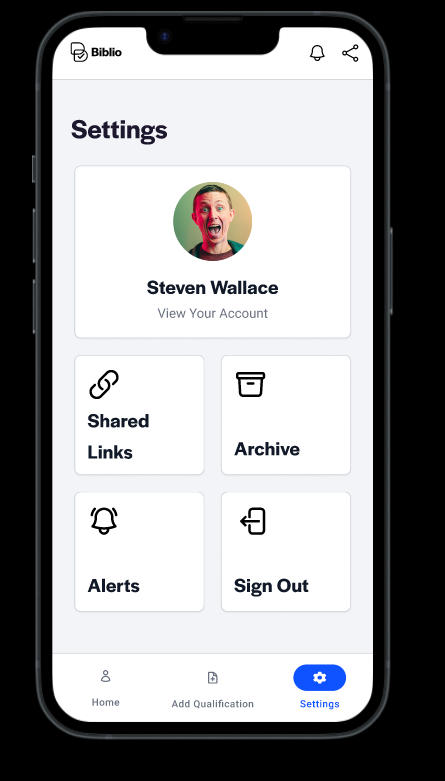 Biblio
Settings
Steven Wallace
View Your Account
Shared
Links
Archive
Alerts
Sign Out
Home
Add Qualification
Settings